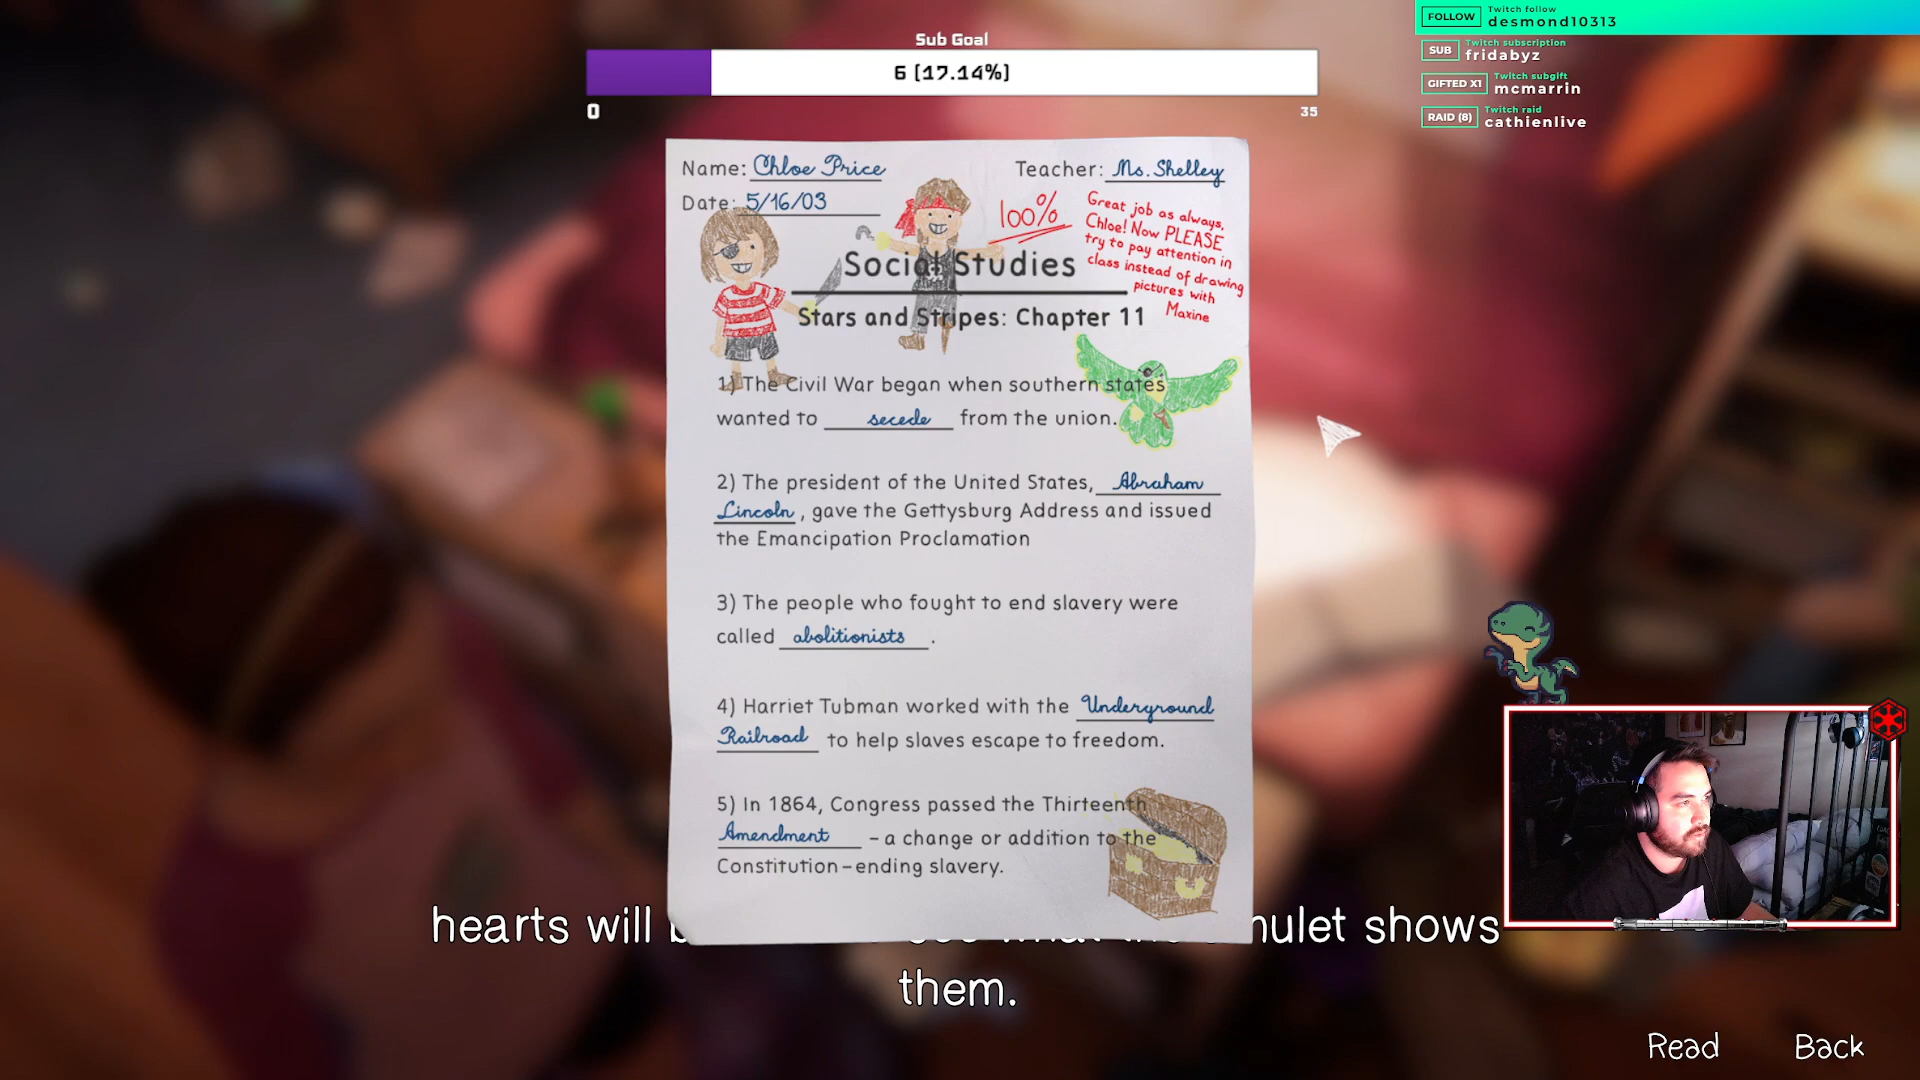 Sub Goal
6 [17.14%]
0
35
FOLLOW
Twitch follow
desmond10313
SUB
Twitch subscription
fridabyz
GIFTED X1
Twitch subgift
mcmarrin
RAID (8)
Twitch raid
cathienlive
Name: Chloe Price
Teacher: Ms. Shelley
Date: 5/16/03
100%
Great job as always,
Chloe! Now PLEASE
try to pay attention in
class instead of drawing
pictures with
Maxine
Social Studies
Stars and Stripes: Chapter 11
1) The Civil War began when southern states
wanted to secede from the union.
2) The president of the United States, Abraham
Lincoln, gave the Gettysburg Address and issued
the Emancipation Proclamation
3) The people who fought to end slavery were
called abolitionists.
4) Harriet Tubman worked with the Underground
Railroad to help slaves escape to freedom.
5) In 1864, Congress passed the Thirteenth
Amendment – a change or addition to the
Constitution – ending slavery.
hearts will shows
them.
Read
Back